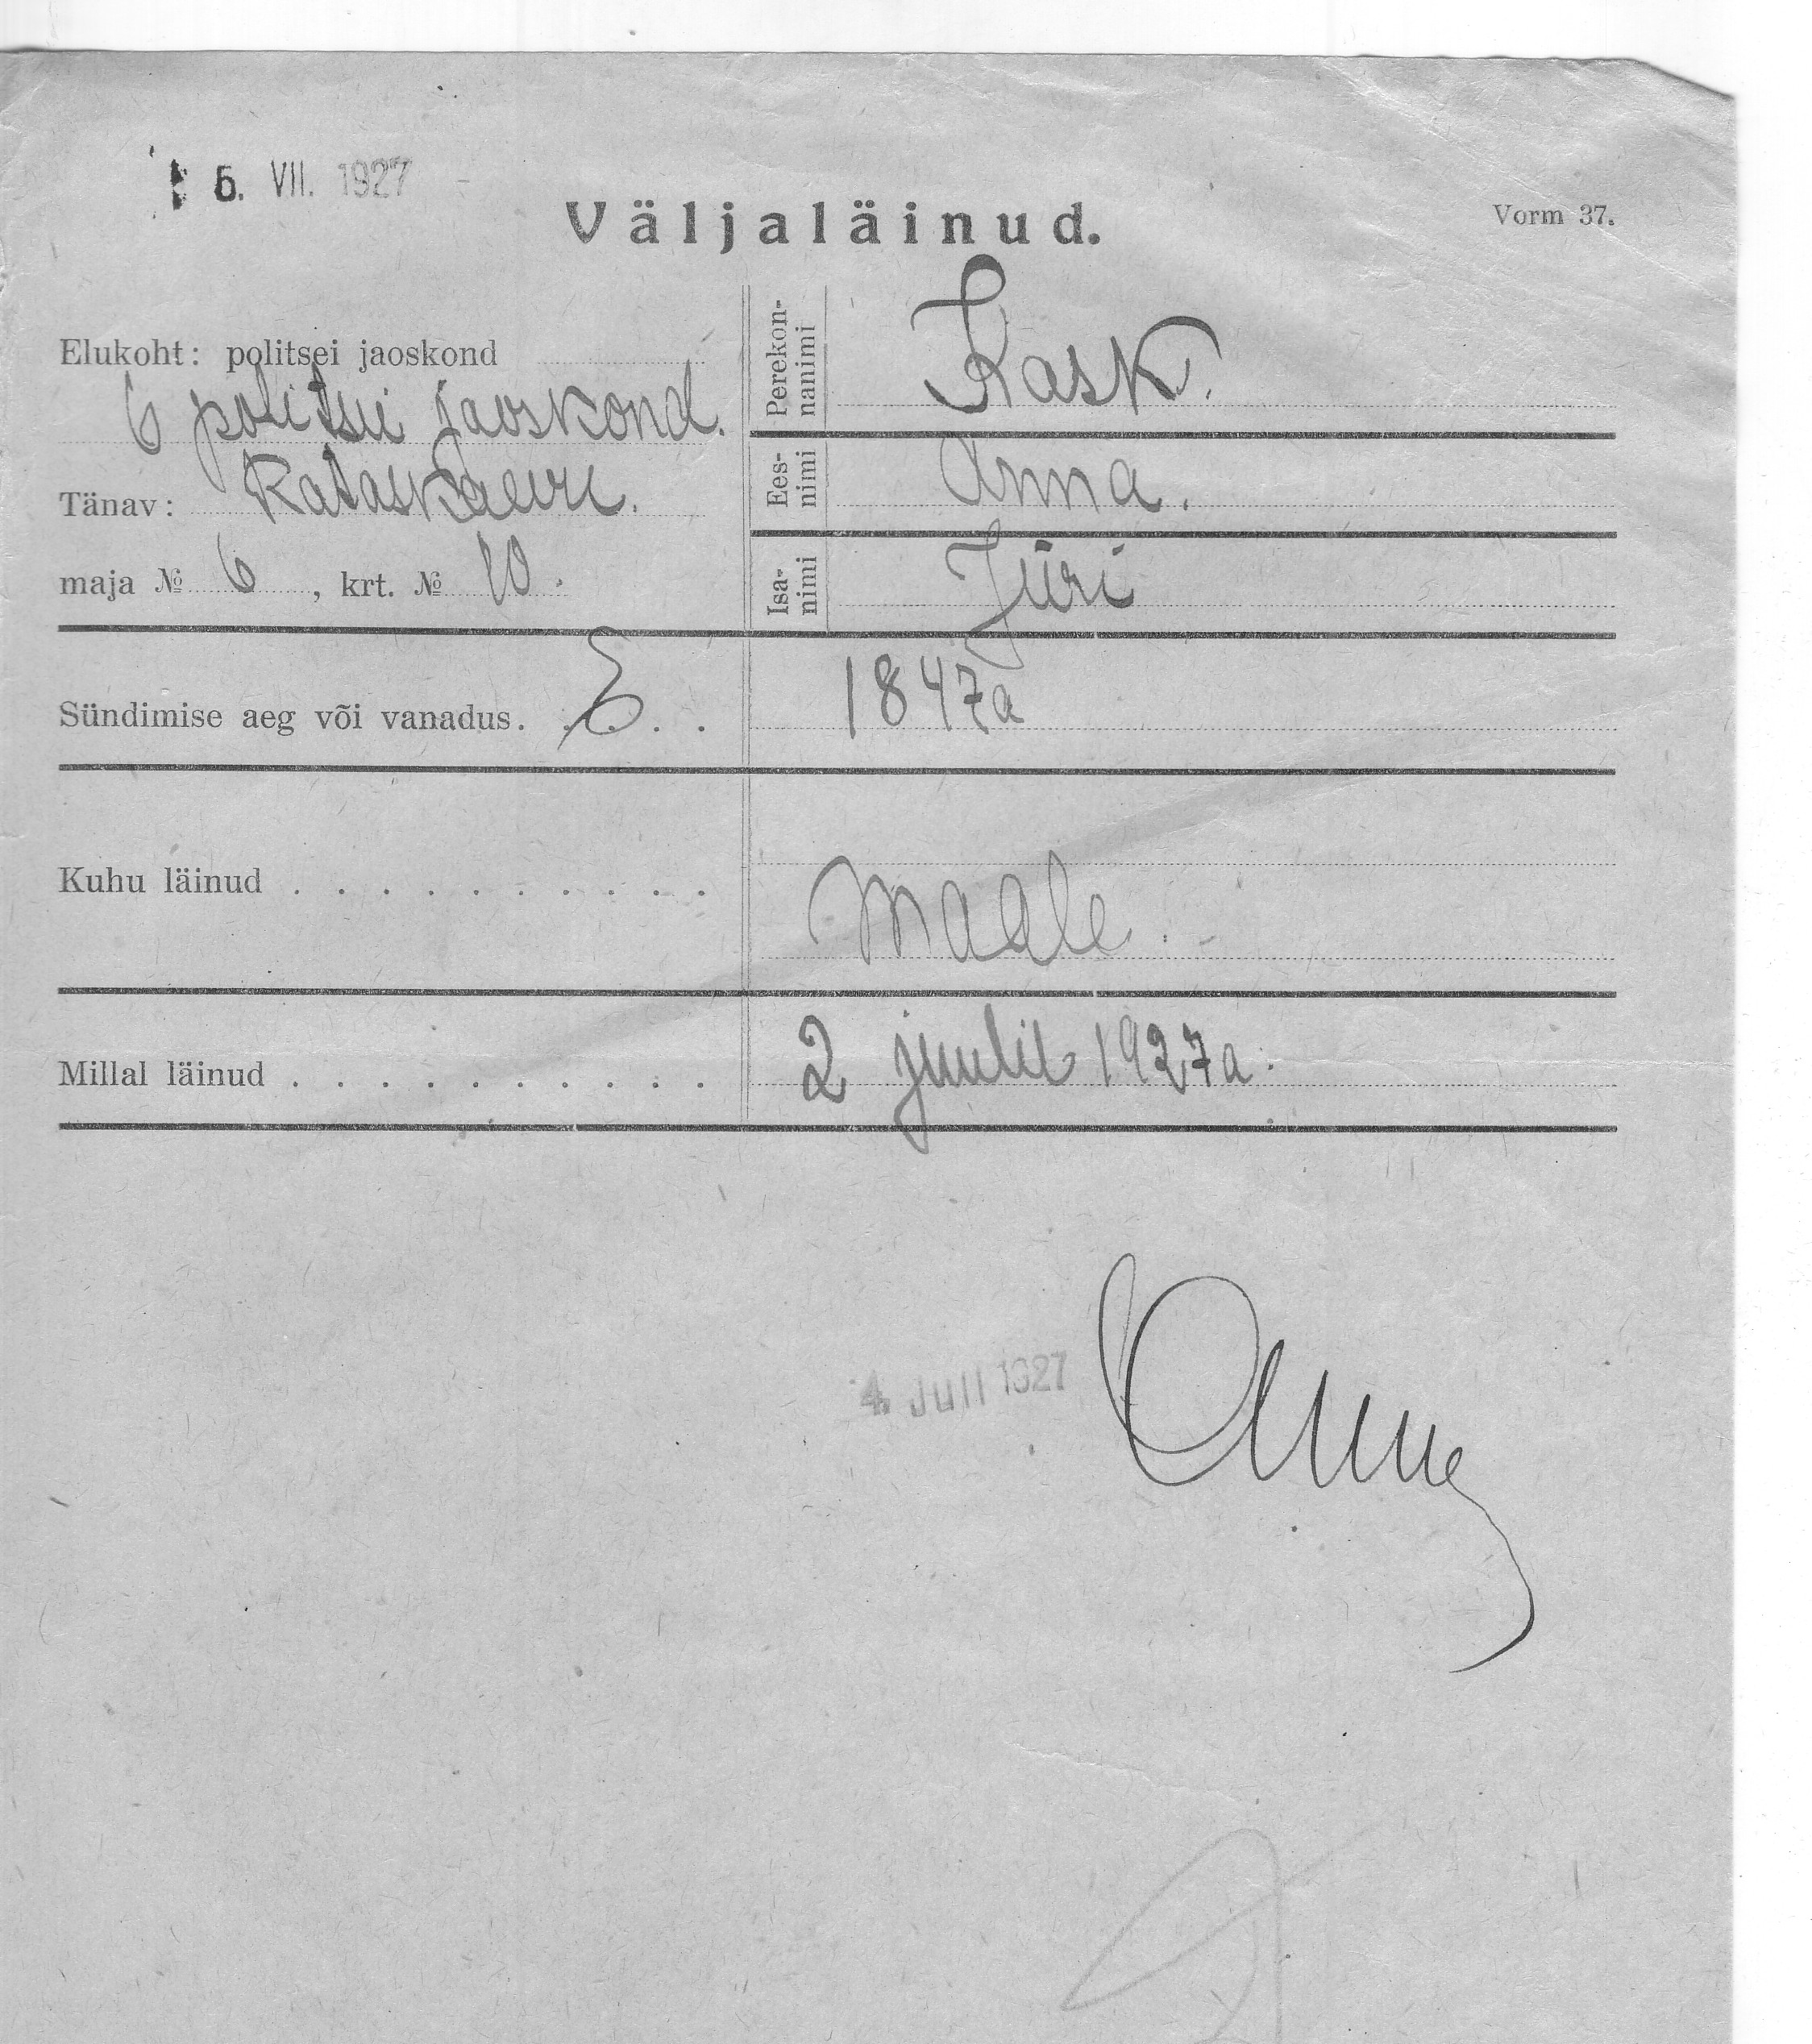 5. VII. 1927
Väljaläinud.
Vorm 37.
Elukoht: politsei jaoskond
6 politsei jaoskond.
Tänav: Rataskaevu.
maja № 6, krt. № 10.
Perekonnanimi Kask.
Eesnimi Anna.
Isanimi Jüri
Sündimise aeg või vanadus. . . . . 1847a
Kuhu läinud . . . . . . . . . . Maale.
Millal läinud . . . . . . . . . . 2 juulil 1927a.
4. Juli 1927